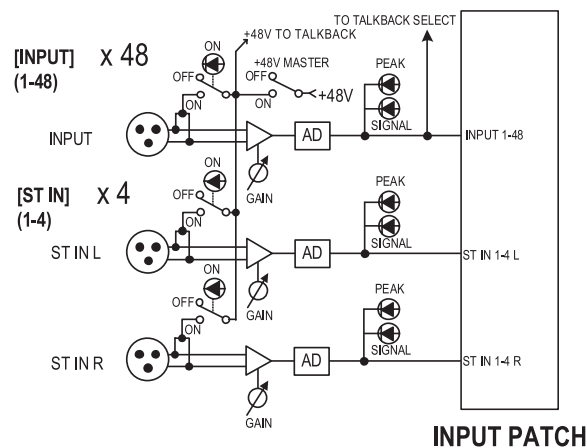 TO TALKBACK SELECT
+48V TO TALKBACK
[INPUT] X 48
(1-48)
ON
OFF
ON
+48V MASTER
OFF
ON
+48V
PEAK
SIGNAL
INPUT
AD
INPUT 1-48
GAIN
[ST IN] X 4
(1-4)
ON
OFF
ON
PEAK
SIGNAL
ST IN L
AD
ST IN 1-4 L
GAIN
ON
OFF
ON
PEAK
SIGNAL
ST IN R
AD
ST IN 1-4 R
GAIN
INPUT PATCH